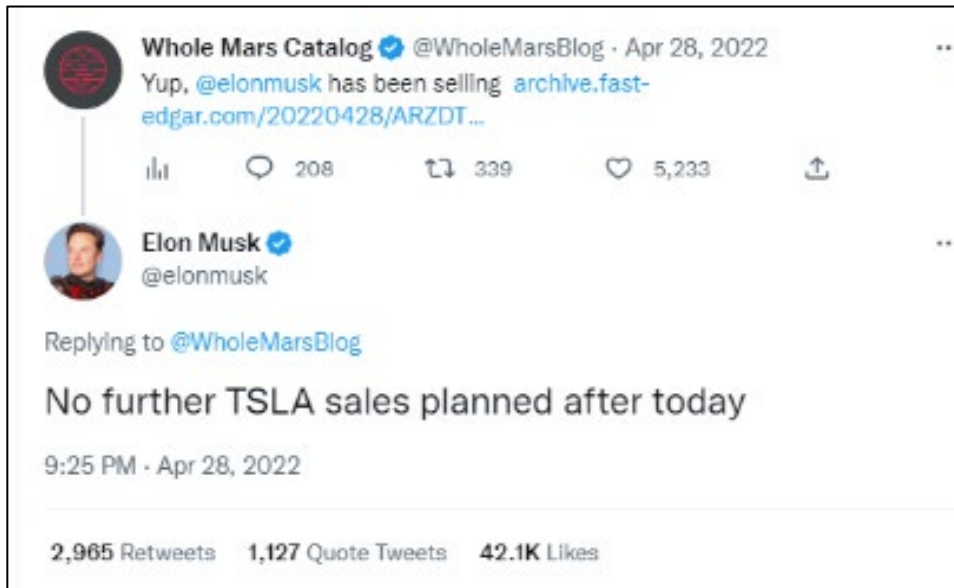 Whole Mars Catalog @WholeMarsBlog · Apr 28, 2022
Yup, @elonmusk has been selling archive.fast-
edgar.com/20220428/ARZDT...
208 339 5,233
Elon Musk
@elonmusk
Replying to @WholeMarsBlog
No further TSLA sales planned after today
9:25 PM · Apr 28, 2022
2,965 Retweets 1,127 Quote Tweets 42.1K Likes